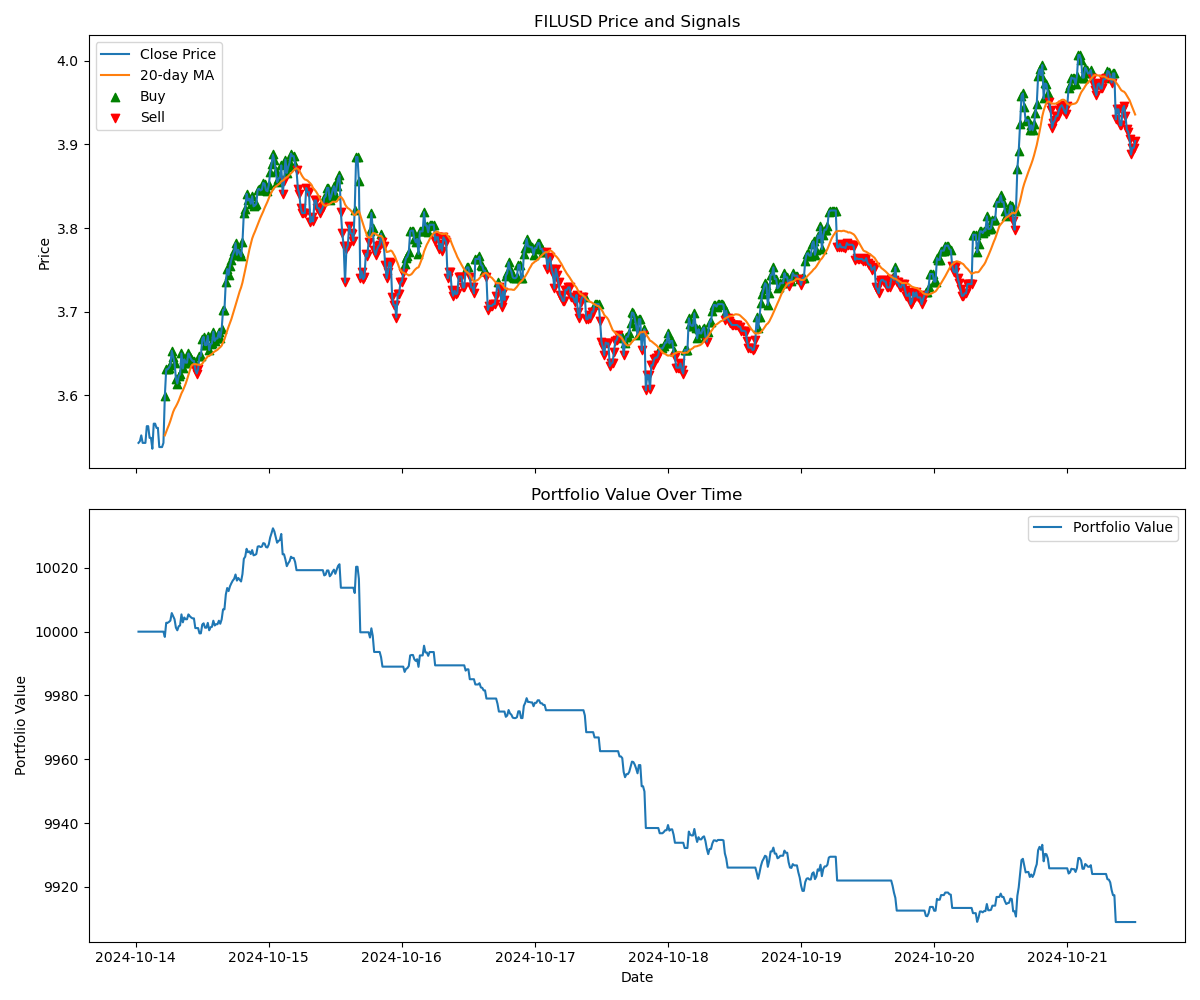 FILUSD Price and Signals
Close Price
20-day MA
Buy
Sell
4.0
3.9
3.8
3.7
3.6
Price
Portfolio Value Over Time
Portfolio Value
10020
10000
9980
9960
9940
9920
Portfolio Value
2024-10-14 2024-10-15 2024-10-16 2024-10-17 2024-10-18 2024-10-19 2024-10-20 2024-10-21
Date